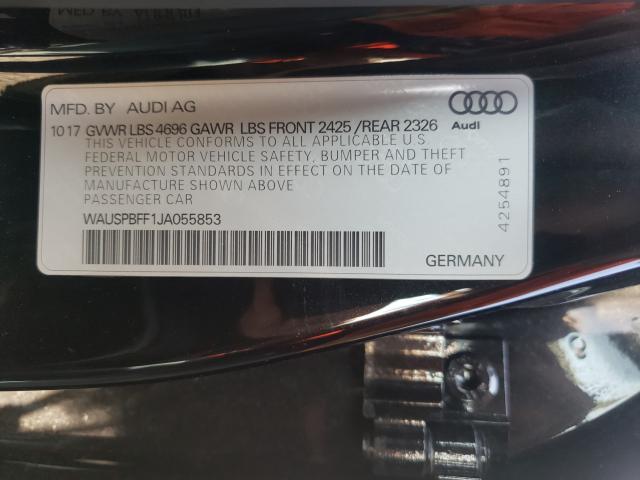 MFD. BY AUDI AG
1017 GVWR LBS 4696 GAWR LBS FRONT 2425 /REAR 2326
Audi
THIS VEHICLE CONFORMS TO ALL APPLICABLE U.S
FEDERAL MOTOR VEHICLE SAFETY, BUMPER AND THEFT
PREVENTION STANDARDS IN EFFECT ON THE DATE OF
MANUFACTURE SHOWN ABOVE
PASSENGER CAR
WAUSPBFF1JA055853
GERMANY
4254891